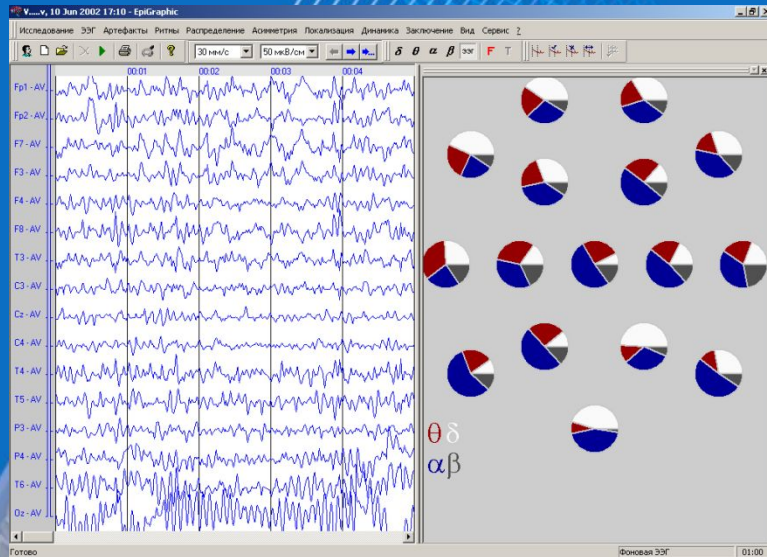 V.....v, 10 Jun 2002 17:10 - EpiGraphic
Исследование ЭЭГ Артефакты Ритмы Распределение Асимметрия Локализация Динамика Заключение Вид Сервис ?
30 мм/с 50 мкВ/см δ θ α β ЭЭГ F T
00:01 00:02 00:03 00:04
Fp1 - AV
Fp2 - AV
F7 - AV
F3 - AV
F4 - AV
F8 - AV
T3 - AV
C3 - AV
Cz - AV
C4 - AV
T4 - AV
T5 - AV
P3 - AV
P4 - AV
T6 - AV
Oz - AV
θ δ
α β
Готово Фоновая ЭЭГ 01:00